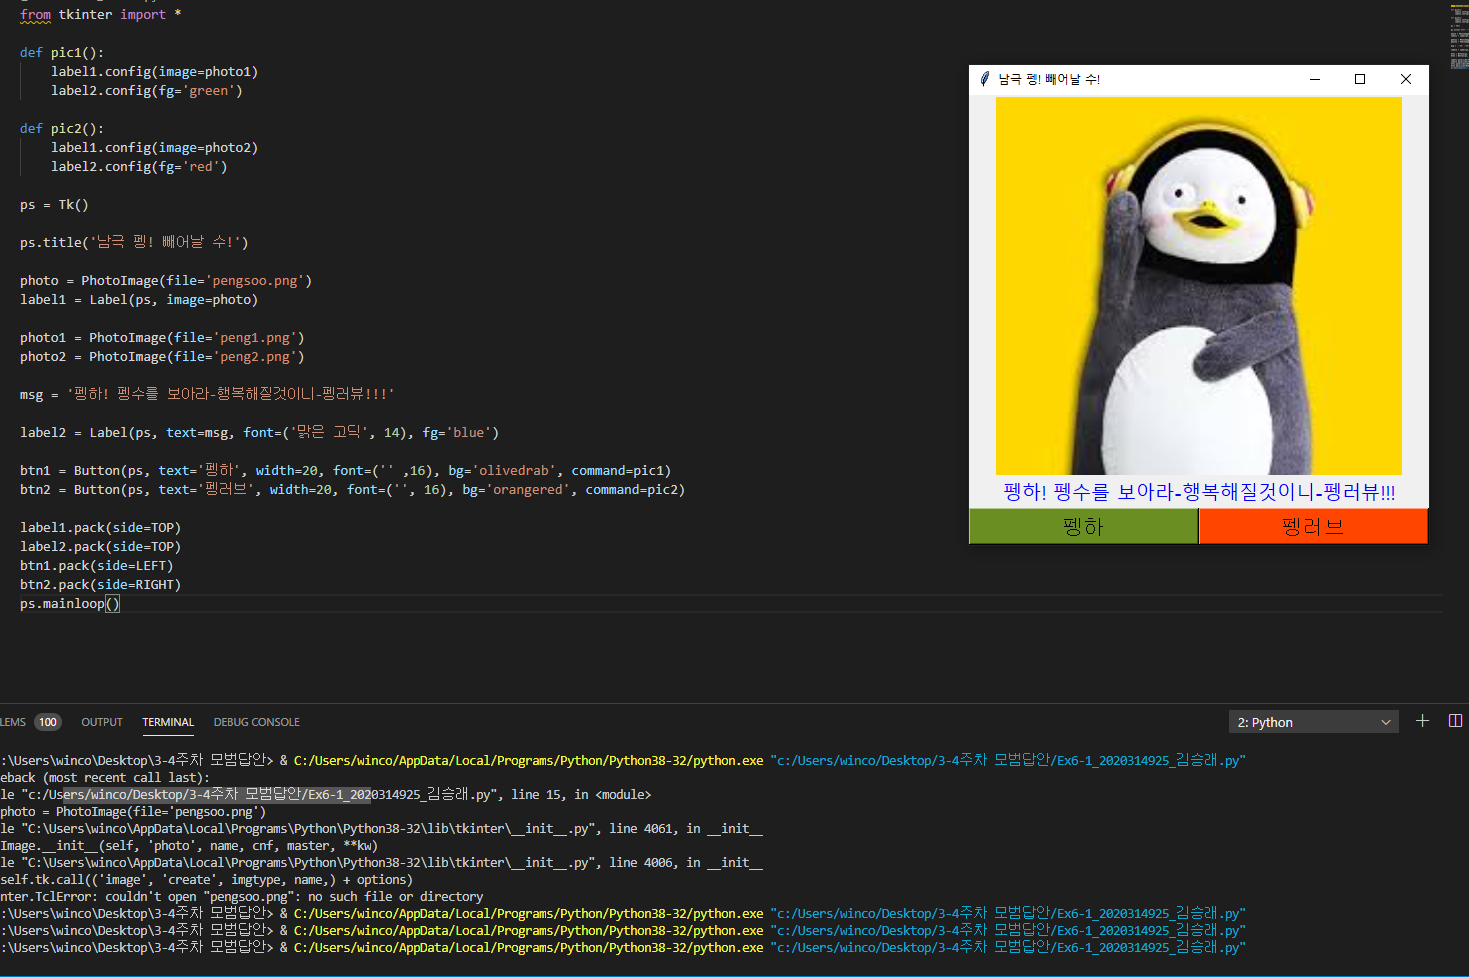 from tkinter import *
def pic1():
label1.config(image=photo1)
label2.config(fg='green')
def pic2():
label1.config(image=photo2)
label2.config(fg='red')
ps = Tk()
ps.title('남극 펭! 빼어날 수!')
photo = PhotoImage(file='pengsoo.png')
label1 = Label(ps, image=photo)
photo1 = PhotoImage(file='peng1.png')
photo2 = PhotoImage(file='peng2.png')
msg = '펭하! 펭수를 보아라-행복해질것이니-펭러뷰!!!'
label2 = Label(ps, text=msg, font=('맑은 고딕', 14), fg='blue')
btn1 = Button(ps, text='펭하', width=20, font=('' ,16), bg='olivedrab', command=pic1)
btn2 = Button(ps, text='펭러브', width=20, font=('', 16), bg='orangered', command=pic2)
label1.pack(side=TOP)
label2.pack(side=TOP)
btn1.pack(side=LEFT)
btn2.pack(side=RIGHT)
ps.mainloop()
남극 펭! 빼어날 수!
펭하! 펭수를 보아라-행복해질것이니-펭러뷰!!!
펭하 펭러브
LEMS 100 OUTPUT TERMINAL DEBUG CONSOLE 2: Python
:\Users\winco\Desktop\3-4주차 모범답안> & C:/Users/winco/AppData/Local/Programs/Python/Python38-32/python.exe "c:/Users/winco/Desktop/3-4주차 모범답안/Ex6-1_2020314925_김승래.py"
eback (most recent call last):
le "c:/Users/winco/Desktop/3-4주차 모범답안/Ex6-1_2020314925_김승래.py", line 15, in <module>
photo = PhotoImage(file='pengsoo.png')
le "C:\Users\winco\AppData\Local\Programs\Python\Python38-32\lib\tkinter\__init__.py", line 4061, in __init__
Image.__init__(self, 'photo', name, cnf, master, **kw)
le "C:\Users\winco\AppData\Local\Programs\Python\Python38-32\lib\tkinter\__init__.py", line 4006, in __init__
self.tk.call(('image', 'create', imgtype, name,) + options)
nter.TclError: couldn't open "pengsoo.png": no such file or directory
:\Users\winco\Desktop\3-4주차 모범답안> & C:/Users/winco/AppData/Local/Programs/Python/Python38-32/python.exe "c:/Users/winco/Desktop/3-4주차 모범답안/Ex6-1_2020314925_김승래.py"
:\Users\winco\Desktop\3-4주차 모범답안> & C:/Users/winco/AppData/Local/Programs/Python/Python38-32/python.exe "c:/Users/winco/Desktop/3-4주차 모범답안/Ex6-1_2020314925_김승래.py"
:\Users\winco\Desktop\3-4주차 모범답안> & C:/Users/winco/AppData/Local/Programs/Python/Python38-32/python.exe "c:/Users/winco/Desktop/3-4주차 모범답안/Ex6-1_2020314925_김승래.py"